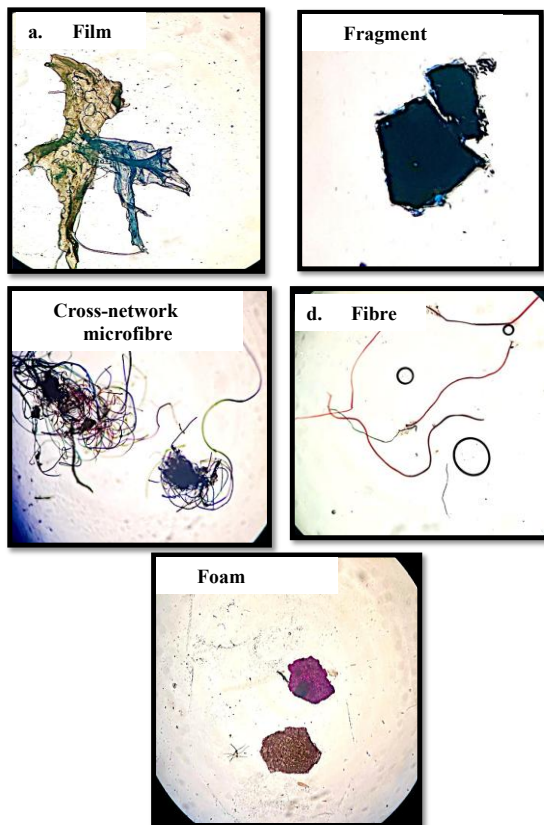 a. Film
Fragment
Cross-network
microfibre
d. Fibre
Foam